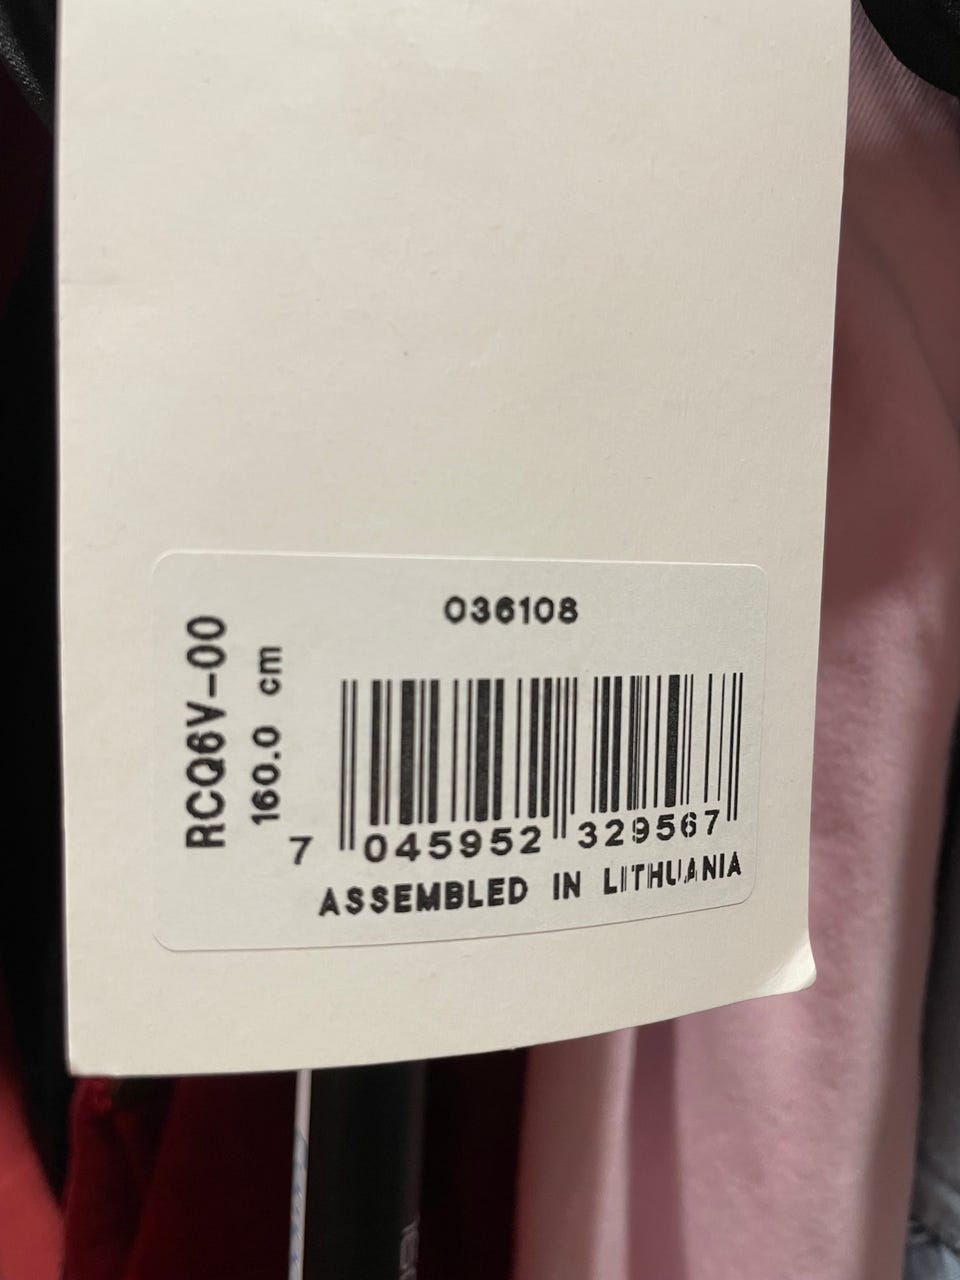 036108
RCQ6V-00
160.0 cm
7 045952 329567
ASSEMBLED IN LITHUANIA